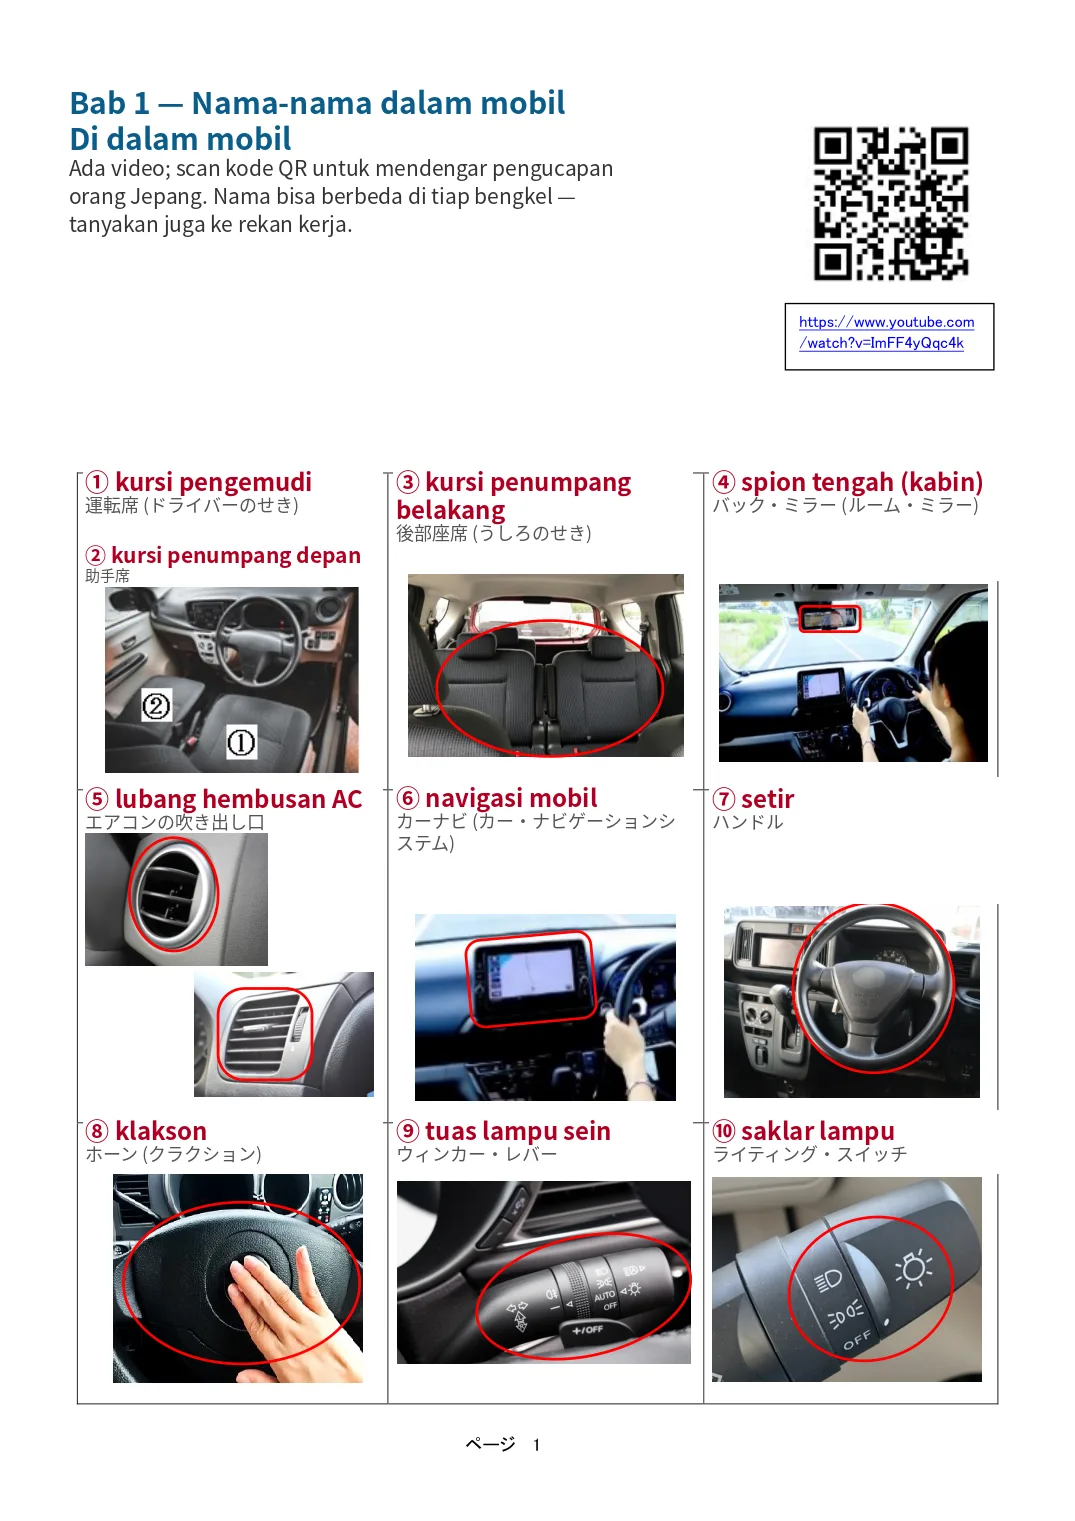 Bab 1 — Nama-nama dalam mobil
Di dalam mobil
Ada video; scan kode QR untuk mendengar pengucapan
orang Jepang. Nama bisa berbeda di tiap bengkel —
tanyakan juga ke rekan kerja.
https://www.youtube.com
/watch?v=ImFF4yQqc4k
① kursi pengemudi
運転席 (ドライバーのせき)
② kursi penumpang depan
助手席
②
①
③ kursi penumpang
belakang
後部座席 (うしろのせき)
④ spion tengah (kabin)
バック・ミラー (ルーム・ミラー)
⑤ lubang hembusan AC
エアコンの吹き出し口
⑥ navigasi mobil
カーナビ (カー・ナビゲーションシ
ステム)
⑦ setir
ハンドル
⑧ klakson
ホーン (クラクション)
⑨ tuas lampu sein
ウィンカー・レバー
AUTO
OFF
+/OFF
⑩ saklar lampu
ライティング・スイッチ
OFF
ページ 1